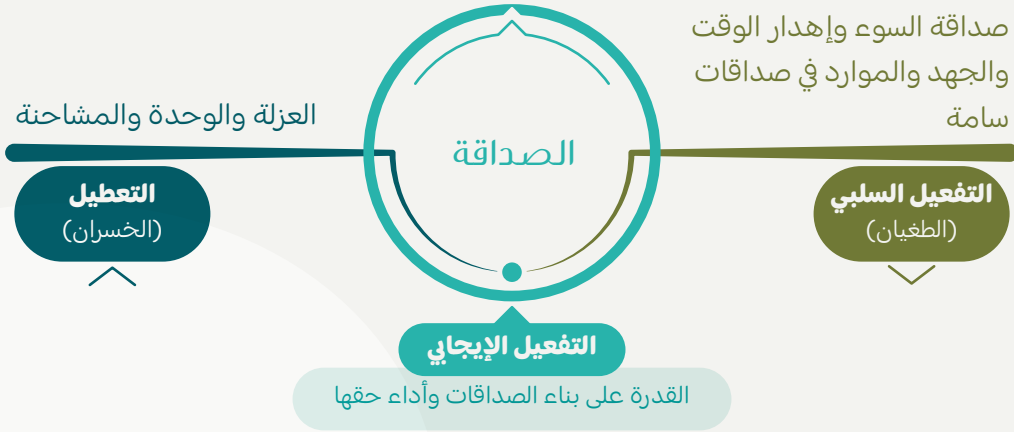 صداقة السوء وإهدار الوقت
والجهد والموارد في صداقات
سامة
التفعيل السلبي
(الطغيان)
الصداقة
العزلة والوحدة والمشاحنة
التعطيل
(الخسران)
التفعيل الإيجابي
القدرة على بناء الصداقات وأداء حقها